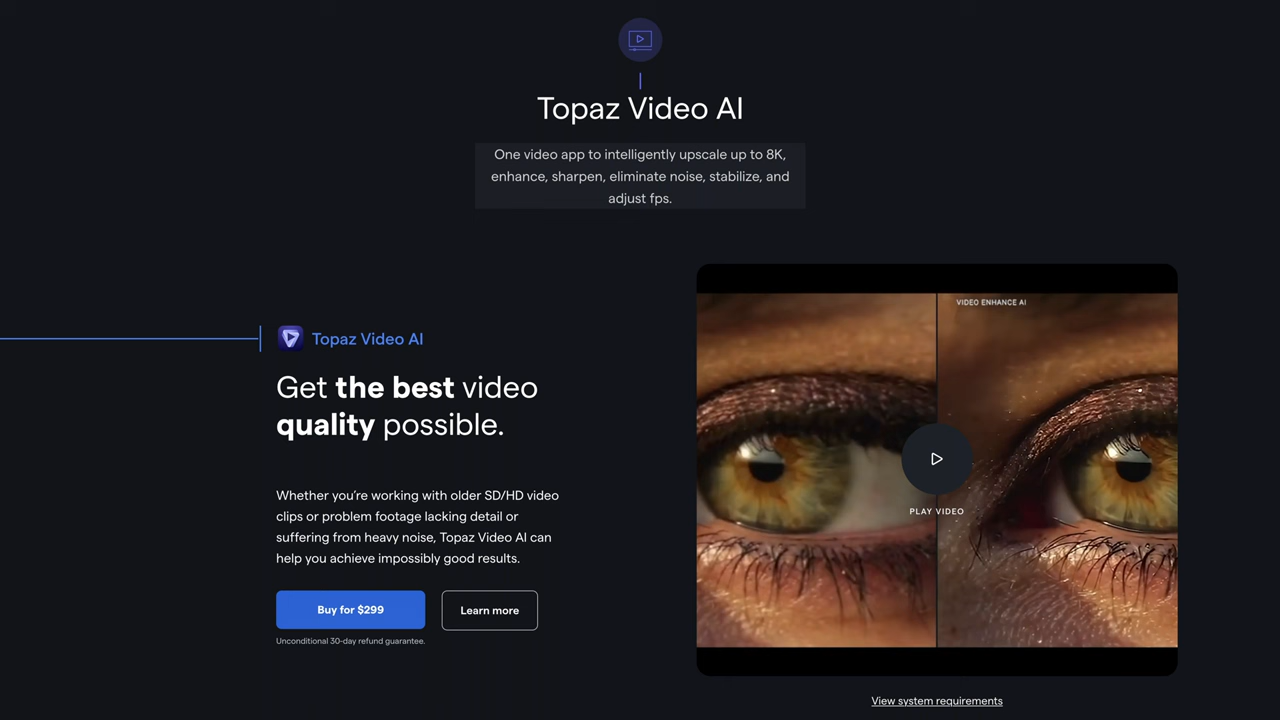 Topaz Video AI
One video app to intelligently upscale up to 8K,
enhance, sharpen, eliminate noise, stabilize, and
adjust fps.
Topaz Video AI
Get the best video
quality possible.
Whether you’re working with older SD/HD video
clips or problem footage lacking detail or
suffering from heavy noise, Topaz Video AI can
help you achieve impossibly good results.
Buy for $299
Learn more
Unconditional 30-day refund guarantee.
VIDEO ENHANCE AI
PLAY VIDEO
View system requirements